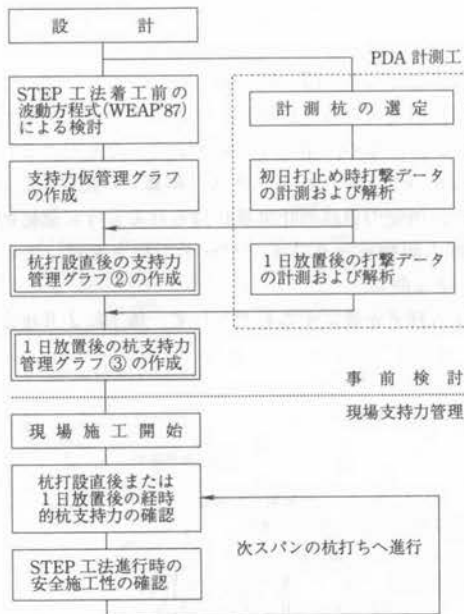 設計
PDA 計測工
STEP 工法着工前の
波動方程式(WEAP'87)
による検討
計測杭の選定
支持力仮管理グラフ
の作成
初日打止め時打撃データ
の計測および解析
杭打設直後の支持力
管理グラフ②の作成
1日放置後の打撃データ
の計測および解析
1日放置後の杭支持力
管理グラフ③の作成
事前検討
現場支持力管理
現場施工開始
杭打設直後または
1日放置後の経時
的杭支持力の確認
次スパンの杭打ちへ進行
STEP 工法進行時の
安全施工性の確認